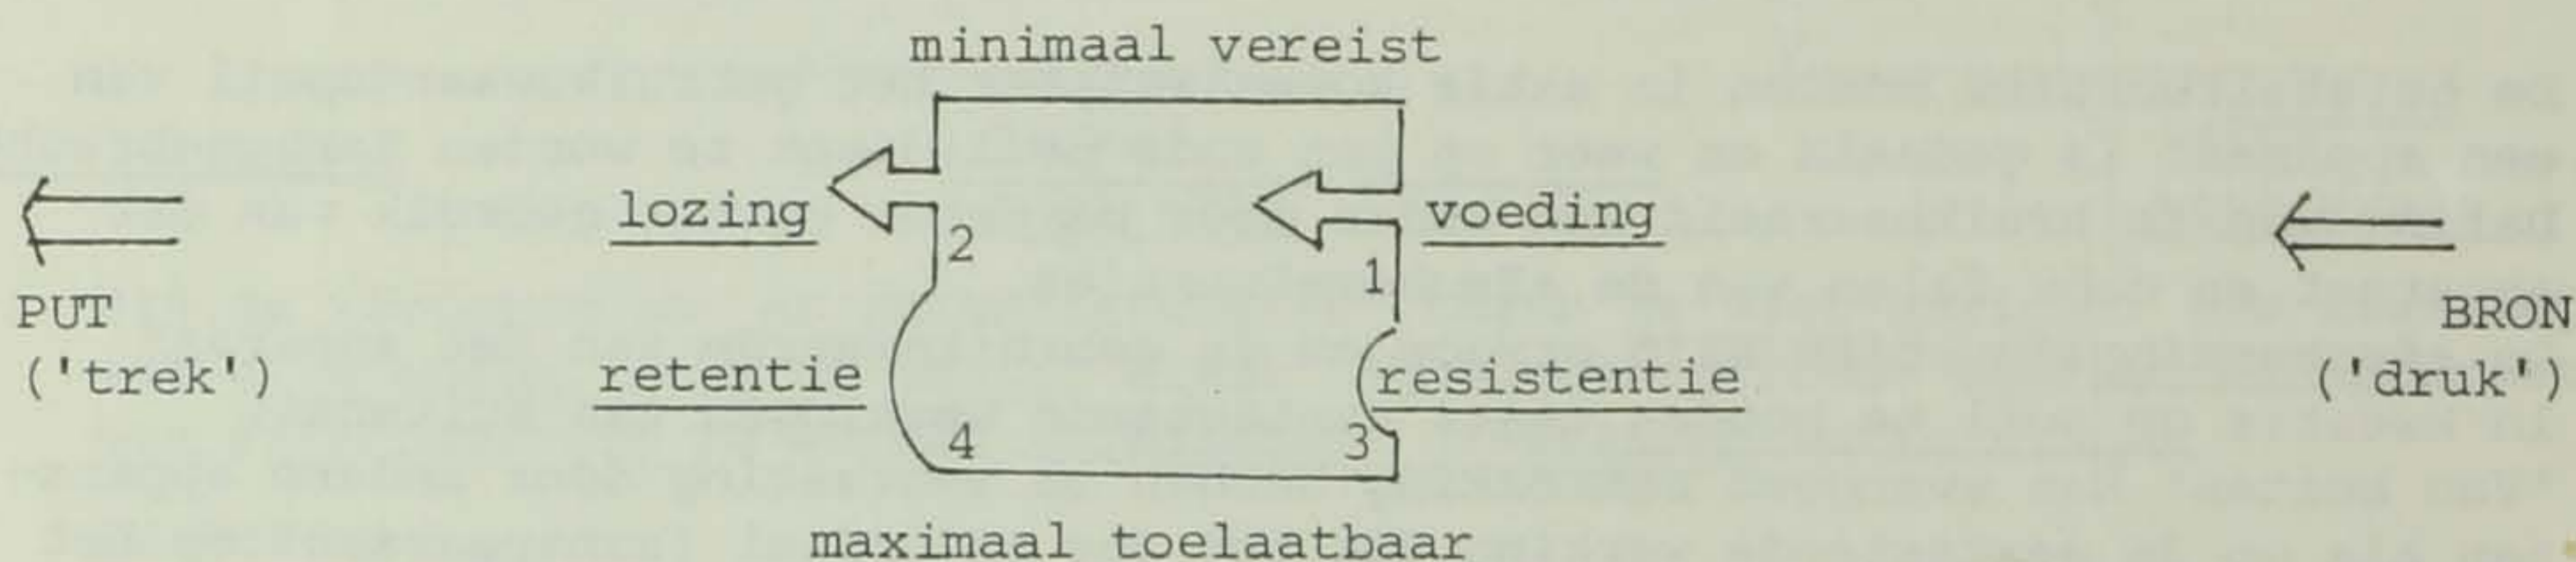 minimaal vereist
lozing
voeding
2
1
PUT
('trek')
BRON
('druk')
retentie
resistentie
4
3
maximaal toelaatbaar